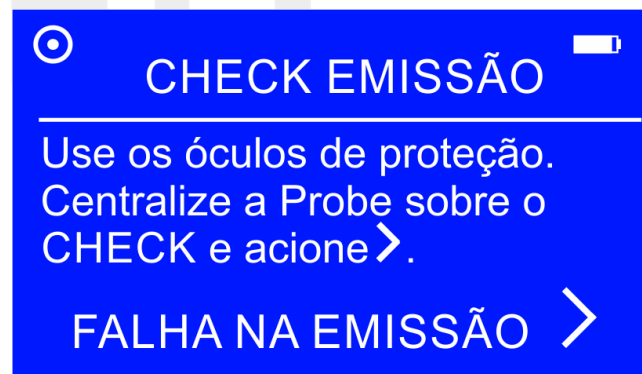 CHECK EMISSÃO
Use os óculos de proteção.
Centralize a Probe sobre o
CHECK e acione >.
FALHA NA EMISSÃO >